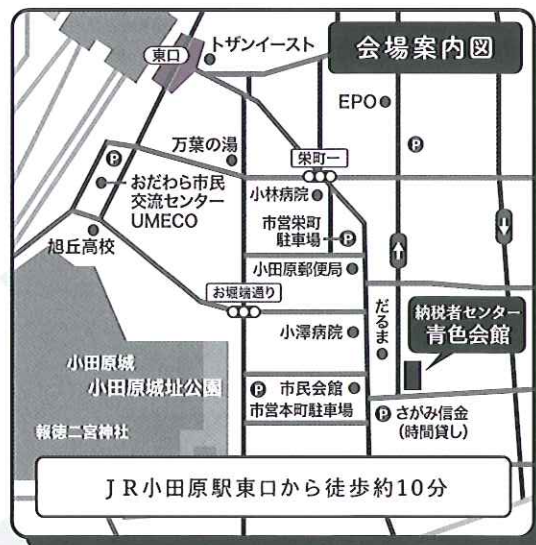 会場案内図
東口
トザンイースト
EPO
P
万葉の湯
栄町一
P
おだわら市民
交流センター
UMECO
小林病院
市営栄町
駐車場
P
旭丘高校
小田原郵便局
お堀端通り
だるま
納税者センター
青色会館
小澤病院
小田原城
小田原城址公園
P
市民会館
市営本町駐車場
P
さがみ信金
(時間貸し)
報徳二宮神社
JR小田原駅東口から徒歩約10分